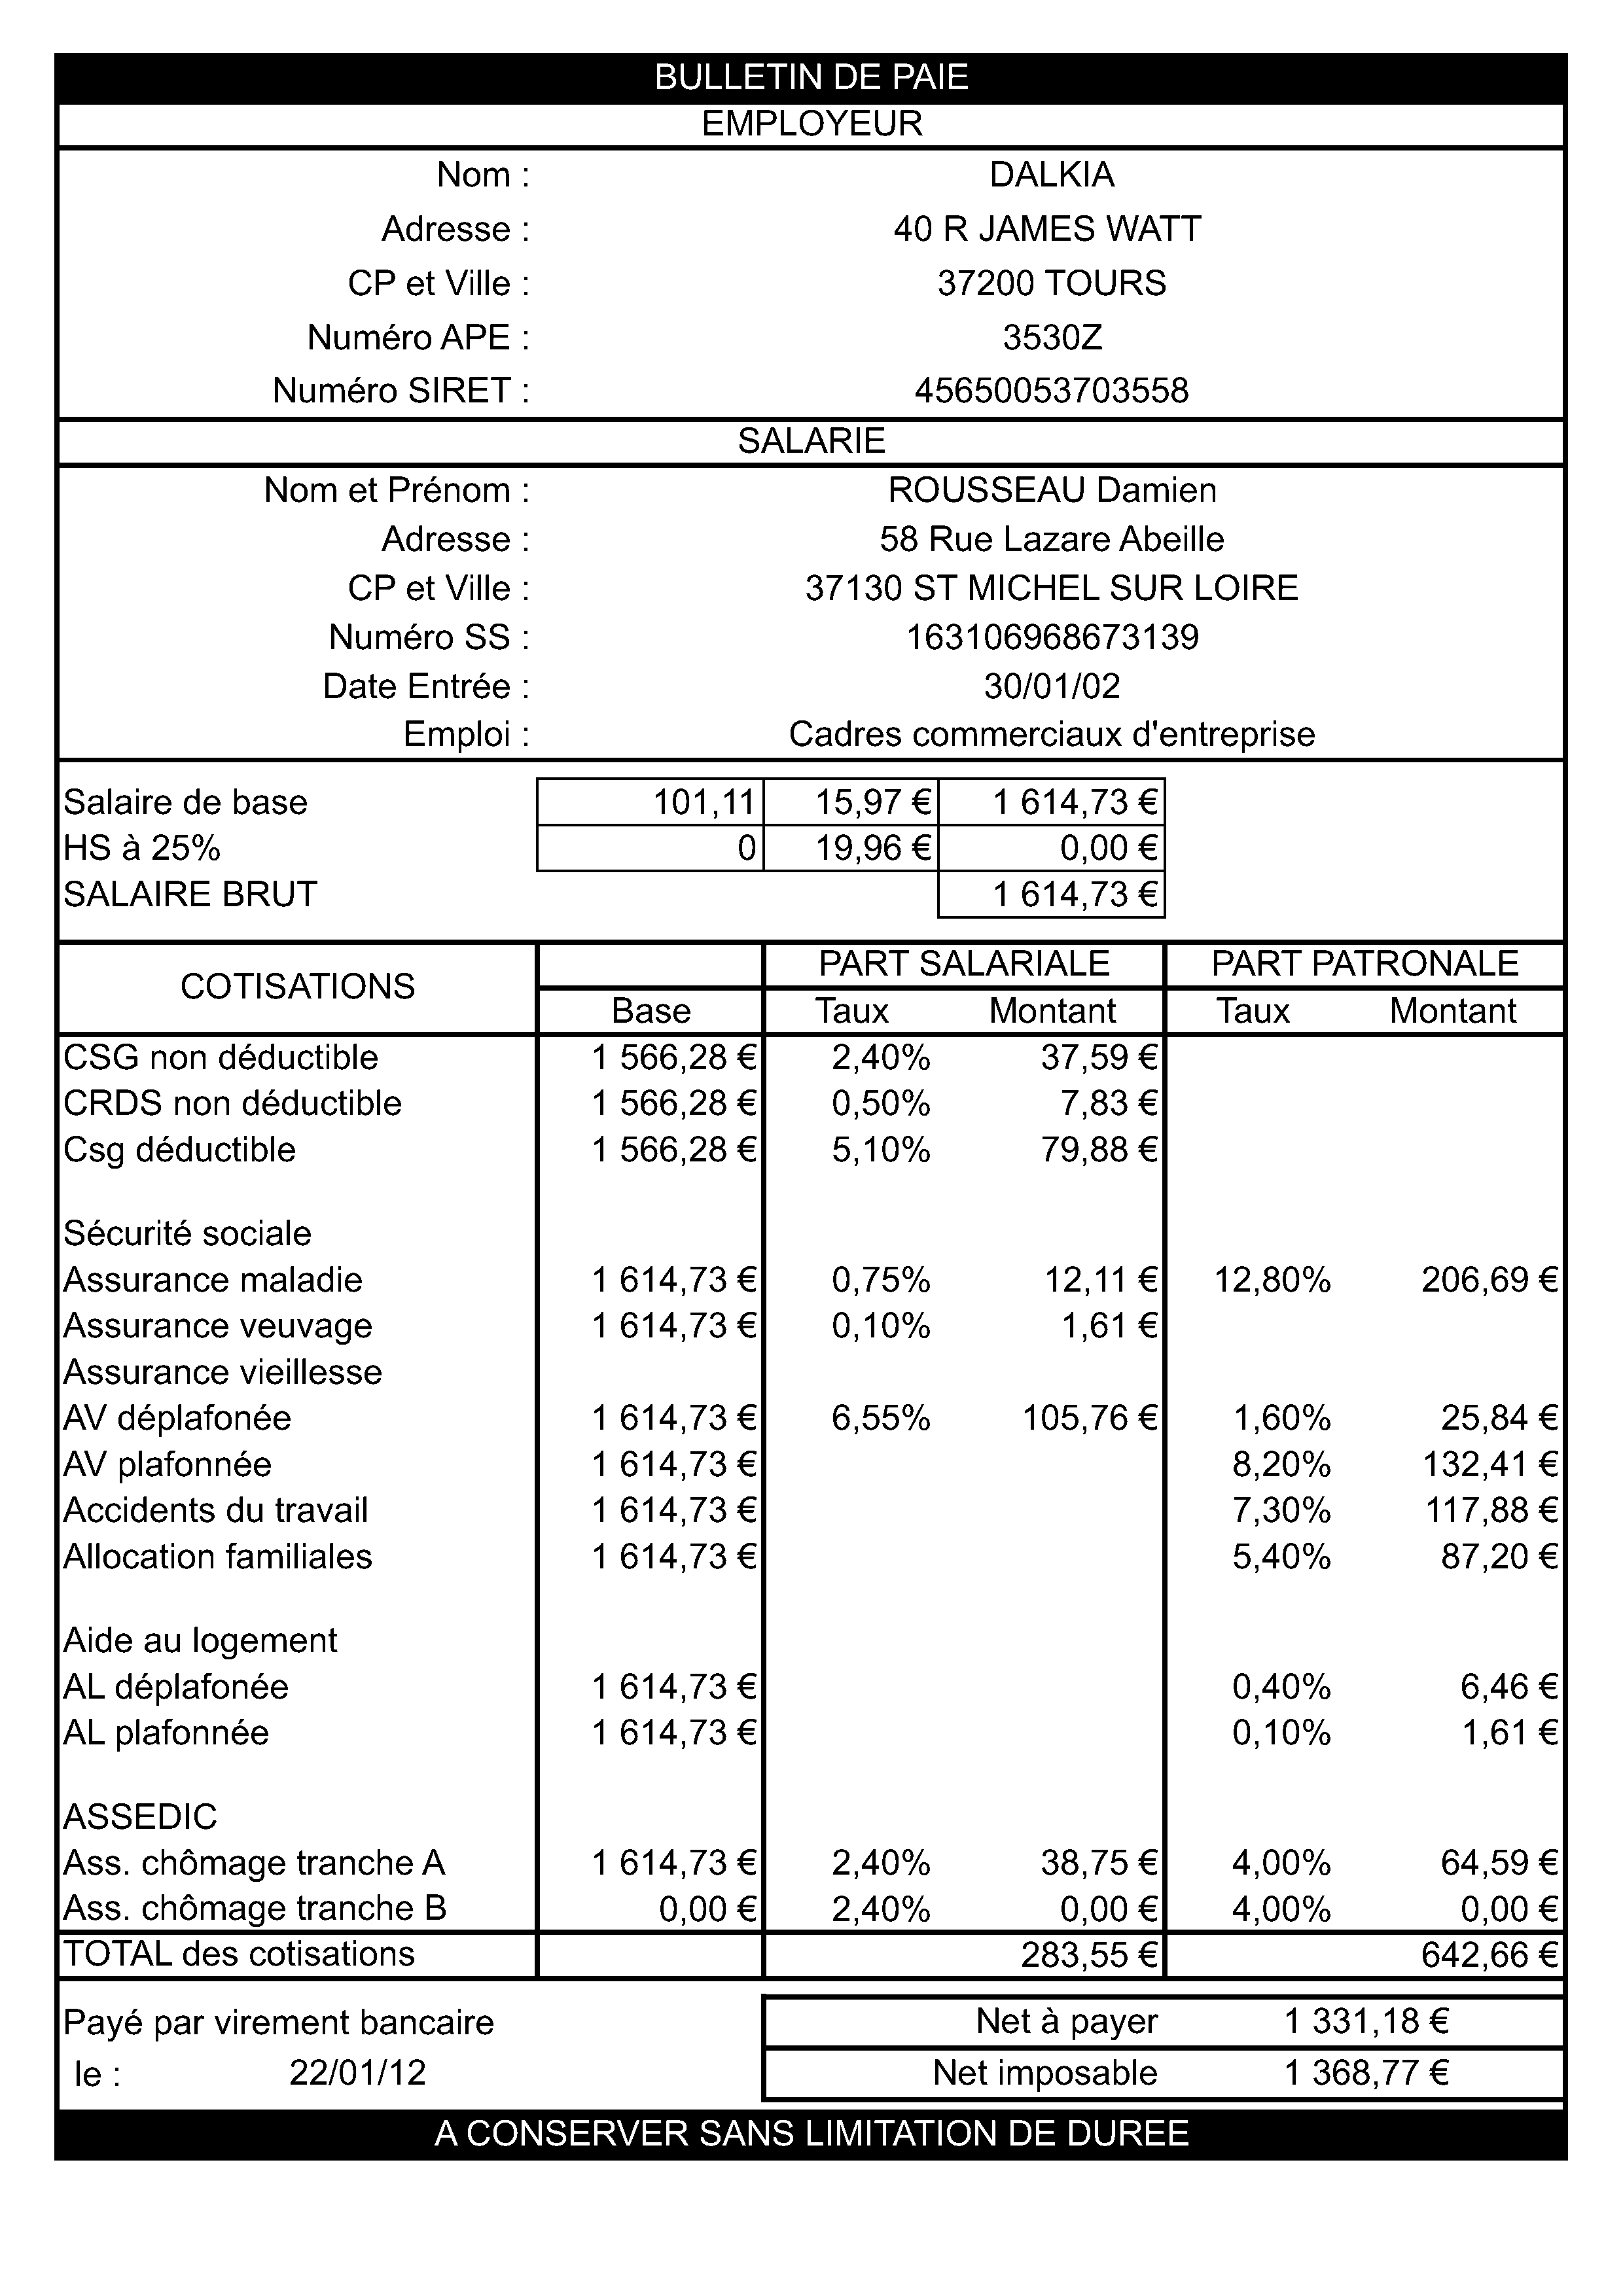 BULLETIN DE PAIE
EMPLOYEUR
Nom : DALKIA
Adresse : 40 R JAMES WATT
CP et Ville : 37200 TOURS
Numéro APE : 3530Z
Numéro SIRET : 45650053703558
SALARIE
Nom et Prénom : ROUSSEAU Damien
Adresse : 58 Rue Lazare Abeille
CP et Ville : 37130 ST MICHEL SUR LOIRE
Numéro SS : 163106968673139
Date Entrée : 30/01/02
Emploi : Cadres commerciaux d'entreprise
Salaire de base 101,11 15,97 € 1 614,73 €
HS à 25% 0 19,96 € 0,00 €
SALAIRE BRUT 1 614,73 €
COTISATIONS PART SALARIALE PART PATRONALE
Base Taux Montant Taux Montant
CSG non déductible 1 566,28 € 2,40% 37,59 €
CRDS non déductible 1 566,28 € 0,50% 7,83 €
Csg déductible 1 566,28 € 5,10% 79,88 €
Sécurité sociale
Assurance maladie 1 614,73 € 0,75% 12,11 € 12,80% 206,69 €
Assurance veuvage 1 614,73 € 0,10% 1,61 €
Assurance vieillesse
AV déplafonée 1 614,73 € 6,55% 105,76 € 1,60% 25,84 €
AV plafonnée 1 614,73 € 8,20% 132,41 €
Accidents du travail 1 614,73 € 7,30% 117,88 €
Allocation familiales 1 614,73 € 5,40% 87,20 €
Aide au logement
AL déplafonée 1 614,73 € 0,40% 6,46 €
AL plafonnée 1 614,73 € 0,10% 1,61 €
ASSEDIC
Ass. chômage tranche A 1 614,73 € 2,40% 38,75 € 4,00% 64,59 €
Ass. chômage tranche B 0,00 € 2,40% 0,00 € 4,00% 0,00 €
TOTAL des cotisations 283,55 € 642,66 €
Payé par virement bancaire Net à payer 1 331,18 €
le : 22/01/12 Net imposable 1 368,77 €
A CONSERVER SANS LIMITATION DE DUREE